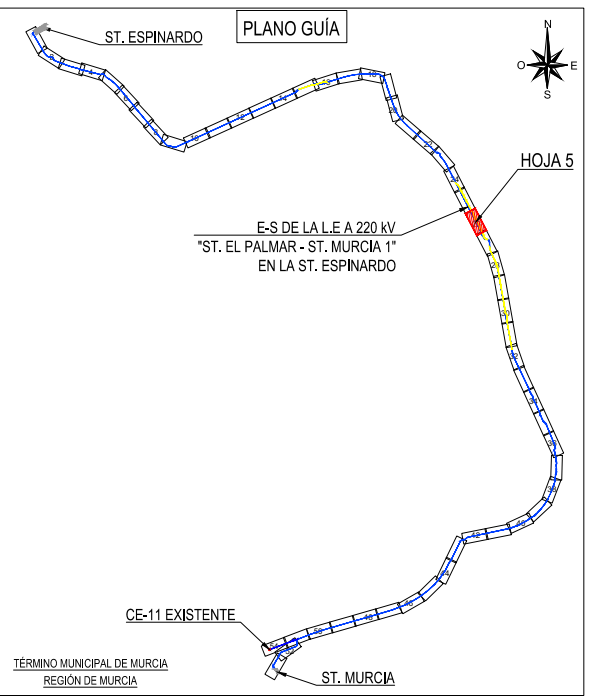 ST. ESPINARDO
PLANO GUÍA
N
O
E
S
HOJA 5
E-S DE LA L.E A 220 kV
"ST. EL PALMAR - ST. MURCIA 1"
EN LA ST. ESPINARDO
CE-11 EXISTENTE
TÉRMINO MUNICIPAL DE MURCIA
REGIÓN DE MURCIA
ST. MURCIA